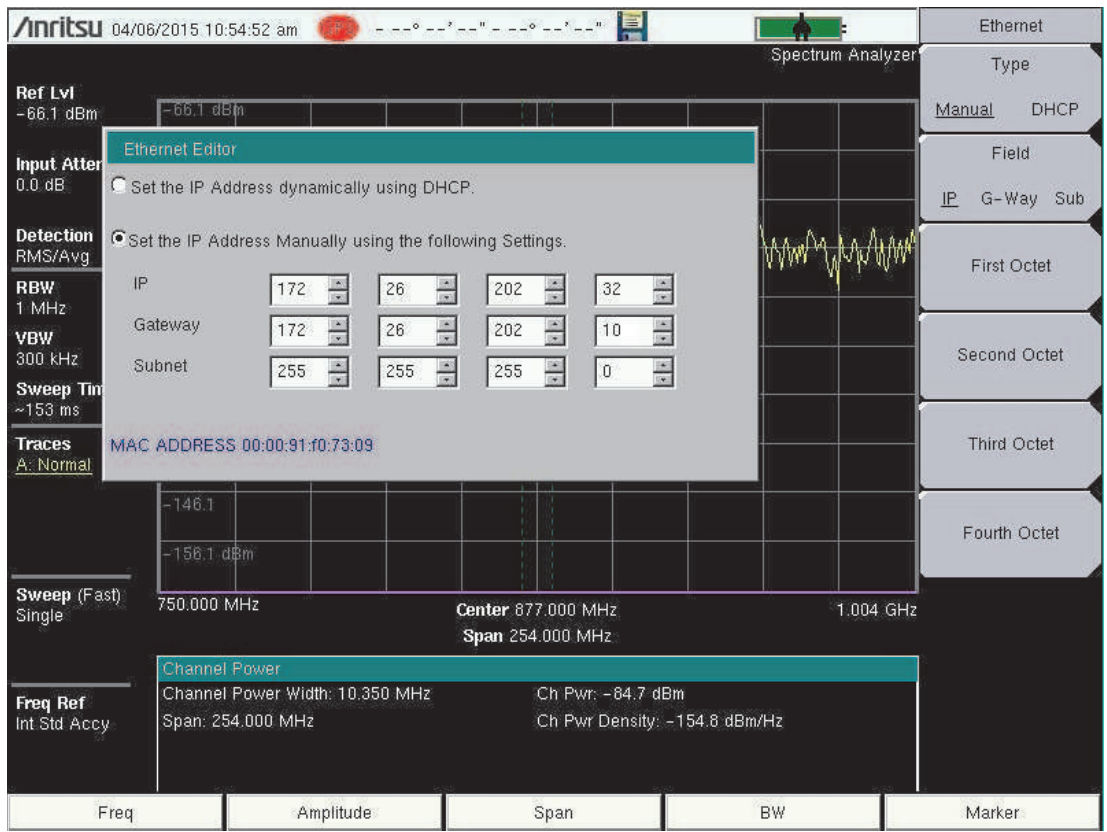 Anritsu 04/06/2015 10:54:52 am - --° --' --" - --° --' --"
Spectrum Analyzer
Ref Lvl
-66.1 dBm
-66.1 dBm
Input Atten
0.0 dB
Detection
RMS/Avg
RBW
1 MHz
VBW
300 kHz
Sweep Tim
~153 ms
Traces
A: Normal
Sweep (Fast)
Single
Freq Ref
Int Std Accy
Ethernet Editor
Set the IP Address dynamically using DHCP.
Set the IP Address Manually using the following Settings.
IP 172 26 202 32
Gateway 172 26 202 10
Subnet 255 255 255 0
MAC ADDRESS 00:00:91:f0:73:09
-146.1
-156.1 dBm
750.000 MHz Center 877.000 MHz 1.004 GHz
Span 254.000 MHz
Channel Power
Channel Power Width: 10.350 MHz Ch Pwr: -84.7 dBm
Span: 254.000 MHz Ch Pwr Density: -154.8 dBm/Hz
Ethernet
Type
Manual DHCP
Field
IP G-Way Sub
First Octet
Second Octet
Third Octet
Fourth Octet
Freq Amplitude Span BW Marker